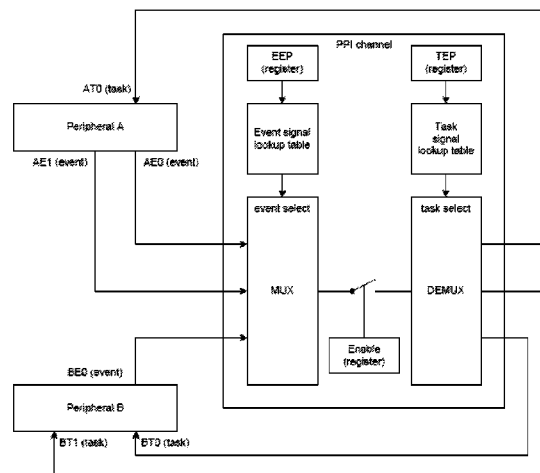 PPI channel
EEP
(register)
TEP
(register)
AT0 (task)
Peripheral A
AE1 (event)
AE0 (event)
Event signal
lookup table
Task
signal
lookup table
event select
task select
MUX
DEMUX
Enable
(register)
BE0 (event)
Peripheral B
BT1 (task)
BT0 (task)